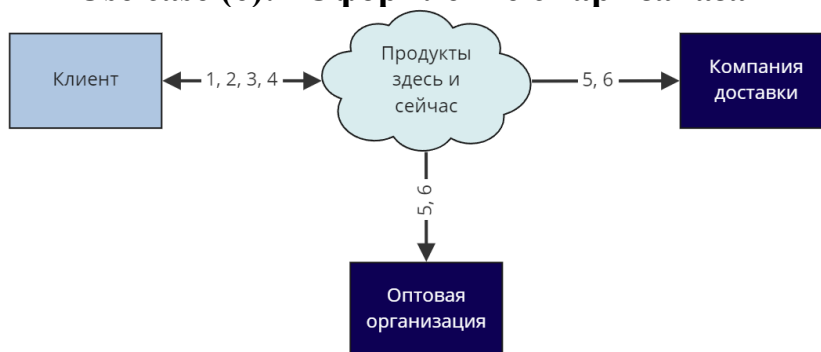 Продукты
здесь и
сейчас
Клиент
1, 2, 3, 4
5, 6
Компания
доставки
5, 6
Оптовая
организация